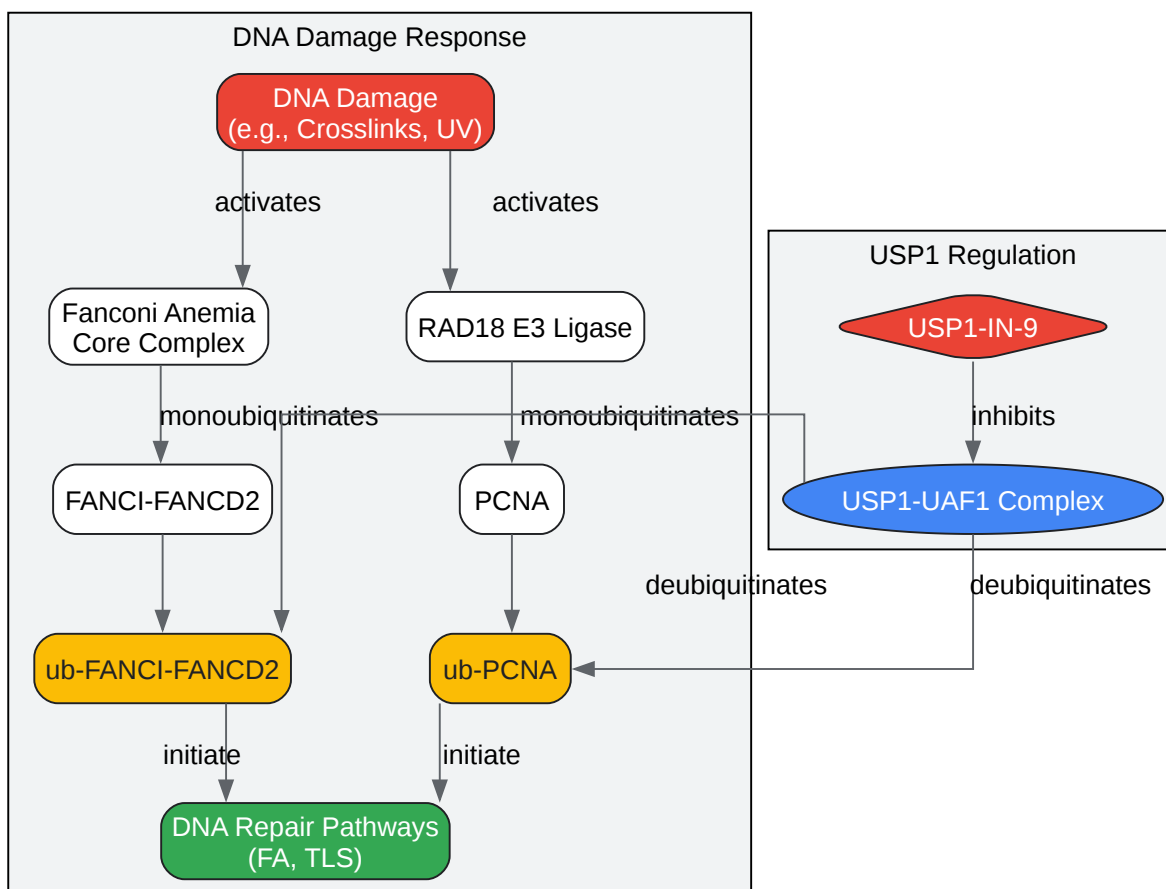 DNA Damage Response
DNA Damage
(e.g., Crosslinks, UV)
activates
activates
USP1 Regulation
Fanconi Anemia
Core Complex
RAD18 E3 Ligase
USP1-IN-9
monoubiquitinates
monoubiquitinates
inhibits
FANCI-FANCD2
PCNA
USP1-UAF1 Complex
deubiquitinates
deubiquitinates
ub-FANCI-FANCD2
ub-PCNA
initiate
initiate
DNA Repair Pathways
(FA, TLS)